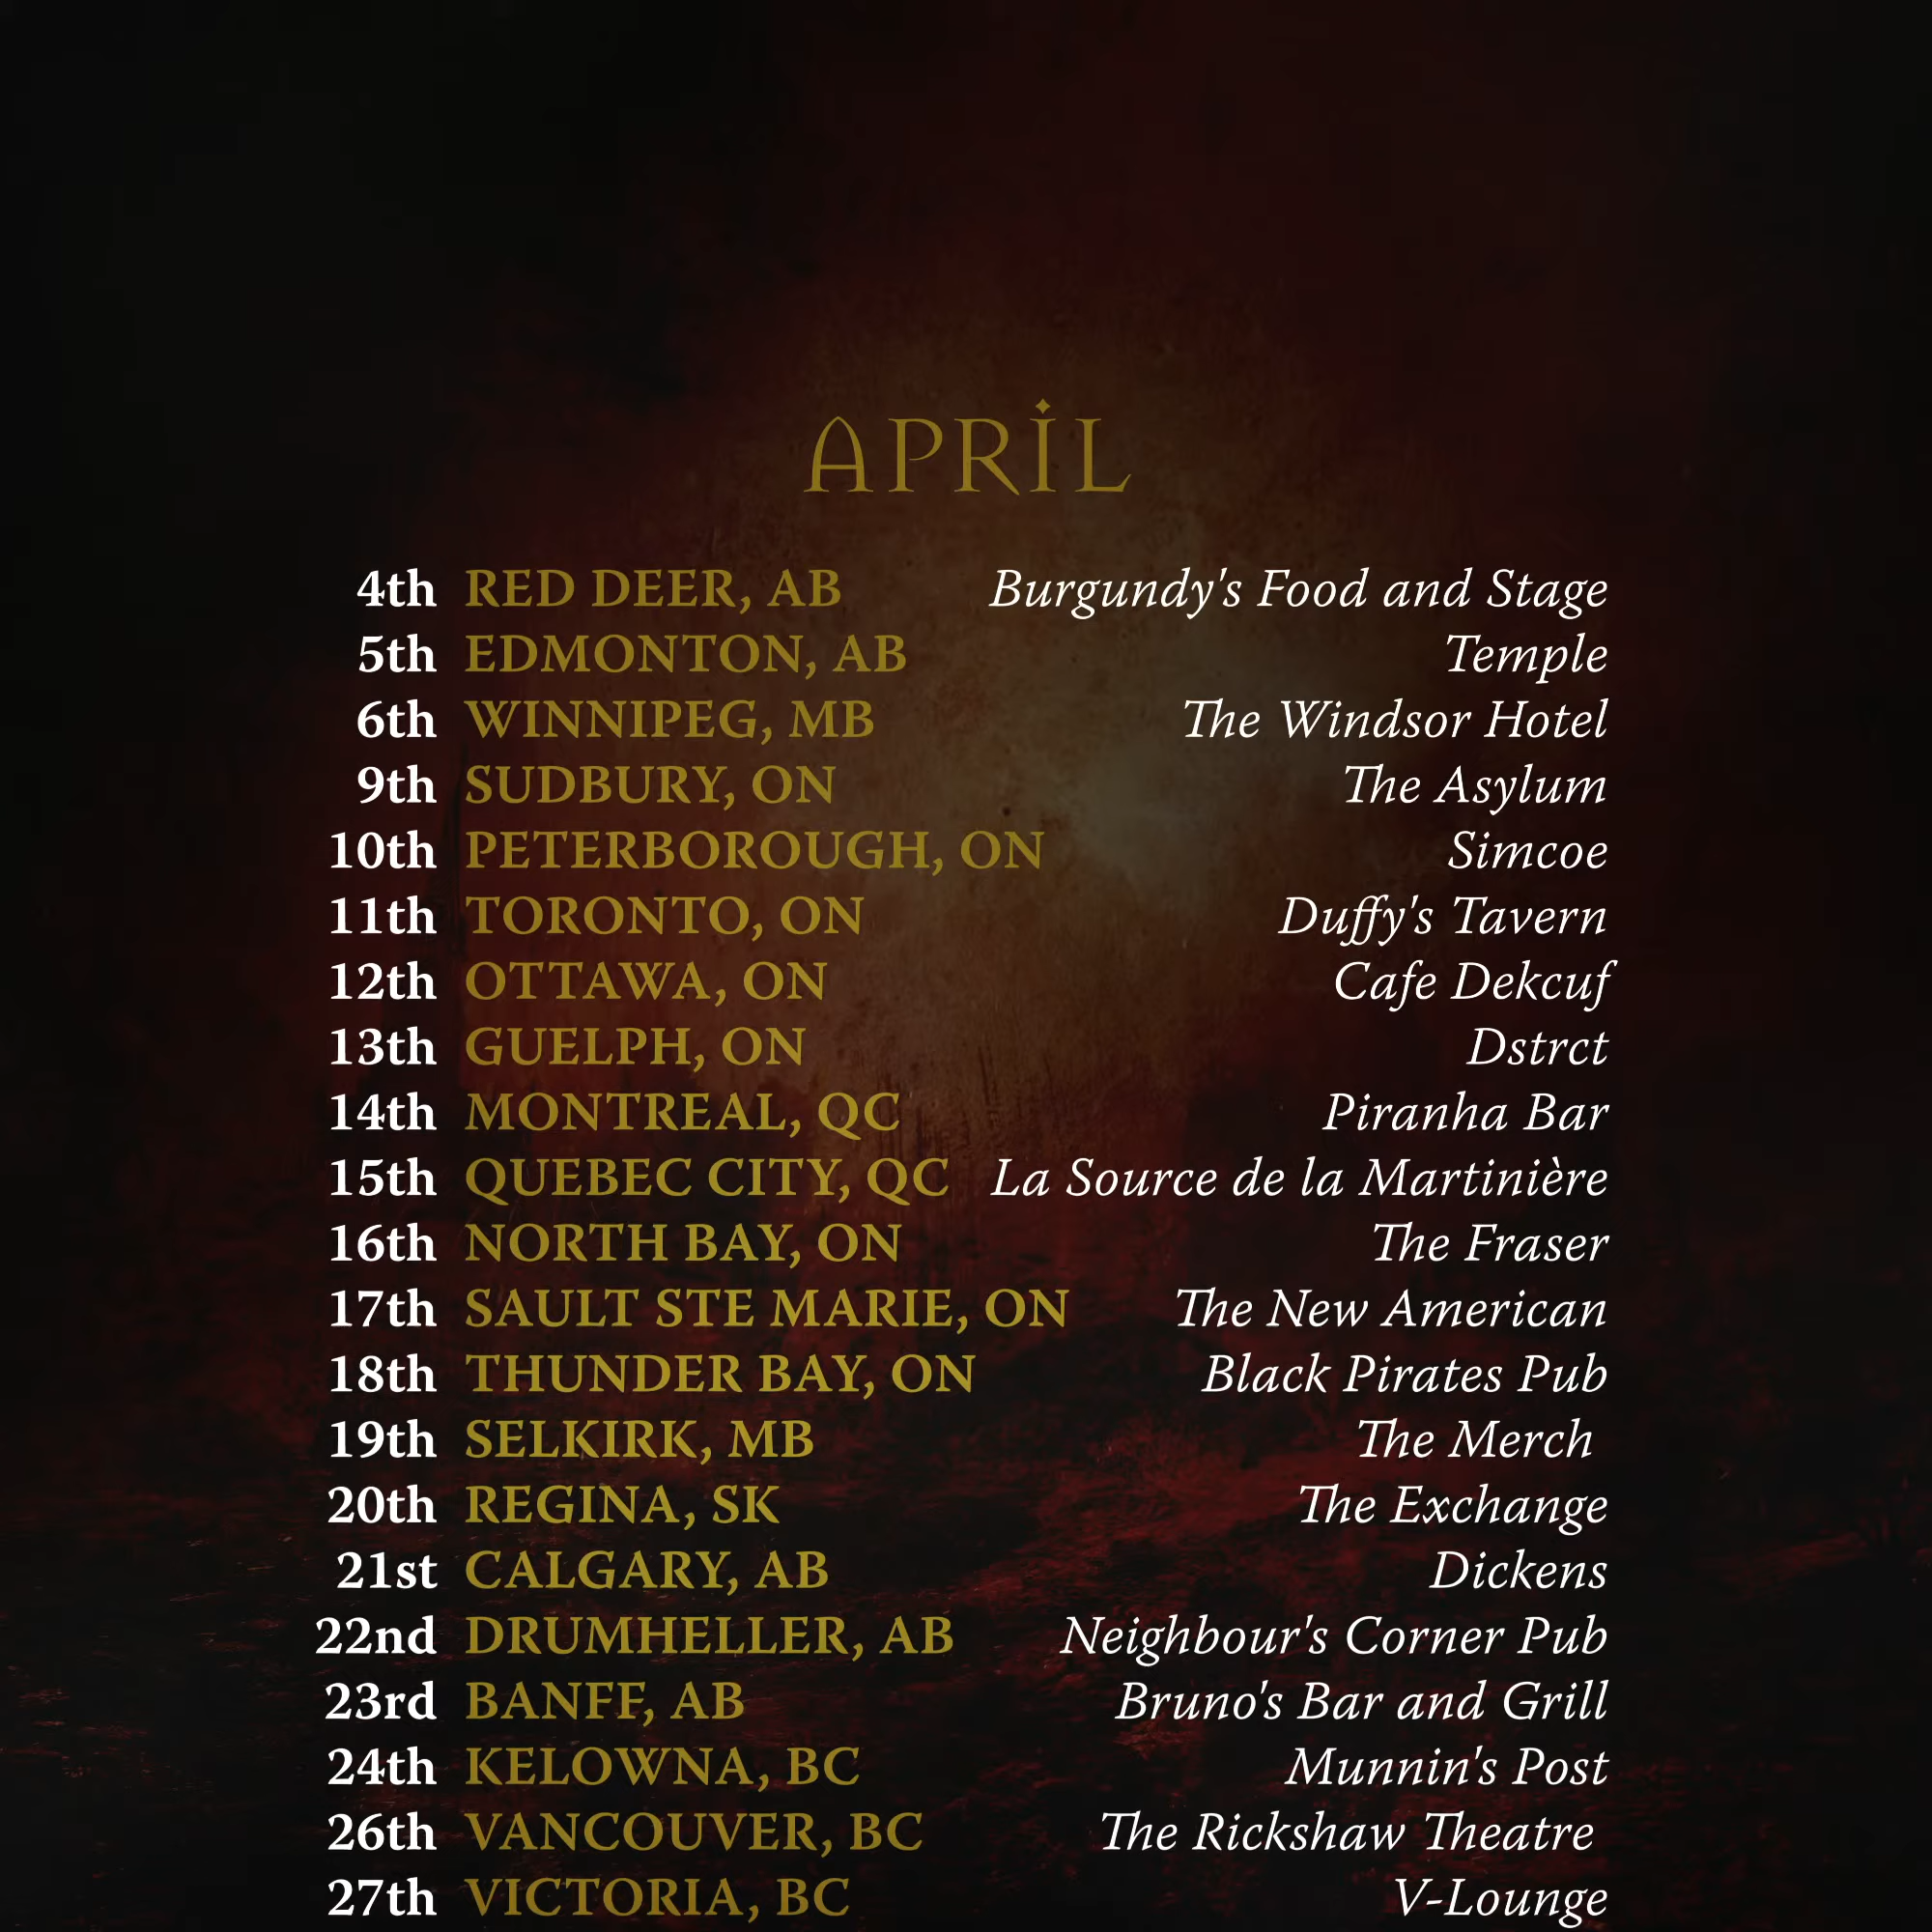 APRIL
4th RED DEER, AB Burgundy's Food and Stage
5th EDMONTON, AB Temple
6th WINNIPEG, MB The Windsor Hotel
9th SUDBURY, ON The Asylum
10th PETERBOROUGH, ON Simcoe
11th TORONTO, ON Duffy's Tavern
12th OTTAWA, ON Cafe Dekcuf
13th GUELPH, ON Dstrct
14th MONTREAL, QC Piranha Bar
15th QUEBEC CITY, QC La Source de la Martinière
16th NORTH BAY, ON The Fraser
17th SAULT STE MARIE, ON The New American
18th THUNDER BAY, ON Black Pirates Pub
19th SELKIRK, MB The Merch
20th REGINA, SK The Exchange
21st CALGARY, AB Dickens
22nd DRUMHELLER, AB Neighbour's Corner Pub
23rd BANFF, AB Bruno's Bar and Grill
24th KELOWNA, BC Munnin's Post
26th VANCOUVER, BC The Rickshaw Theatre
27th VICTORIA, BC V-Lounge